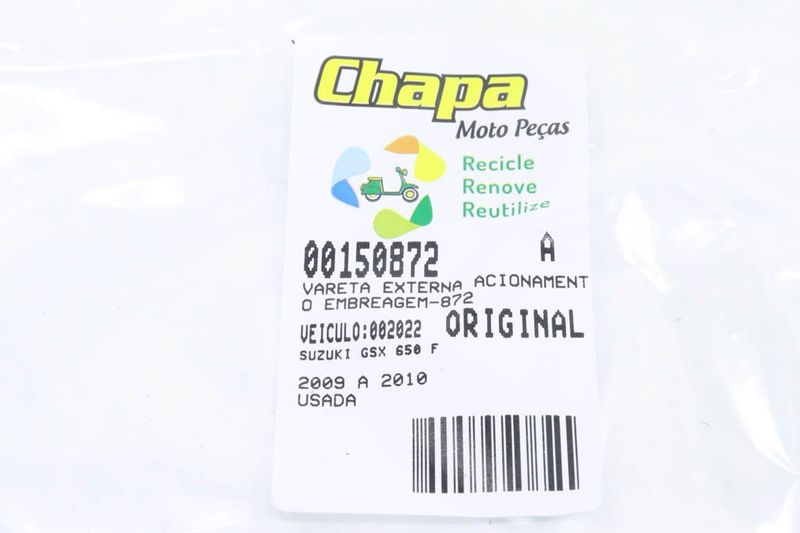 Chapa
Moto Peças
Recicle
Renove
Reutilize
00150872 A
VARETA EXTERNA ACIONAMENT
O EMBREAGEM-872
VEICULO:002022 ORIGINAL
SUZUKI GSX 650 F
2009 A 2010
USADA